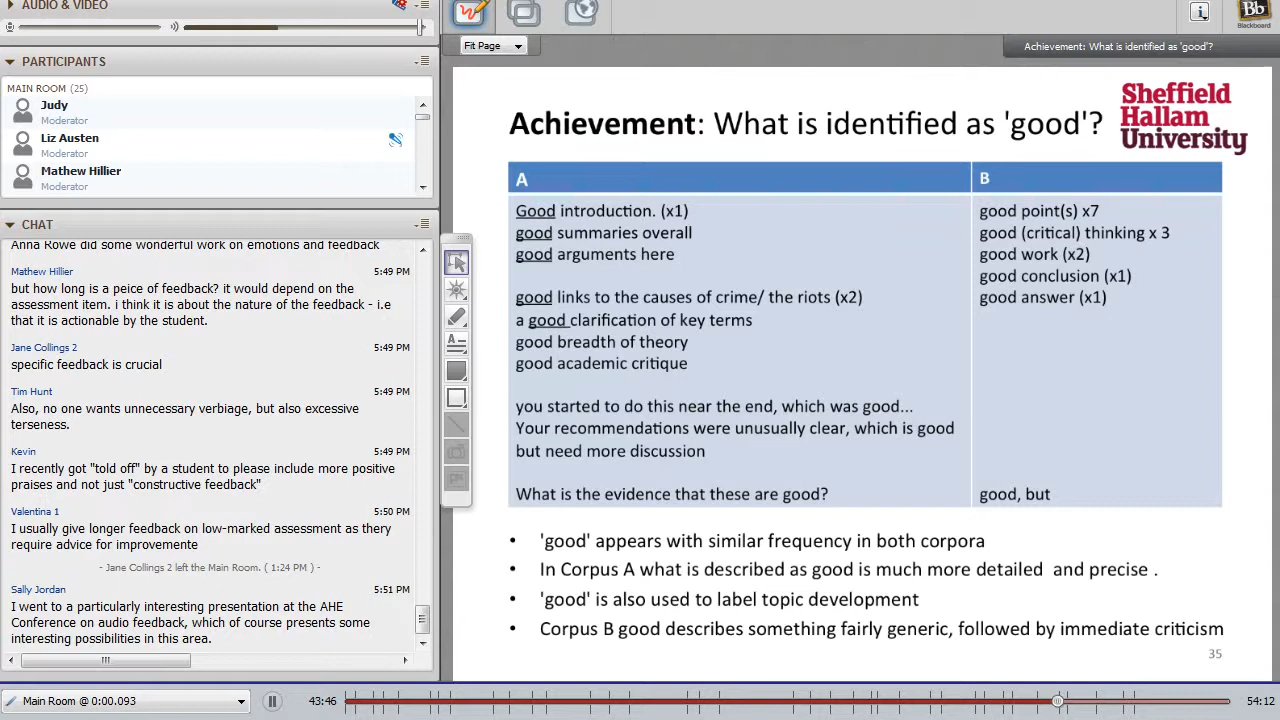 AUDIO & VIDEO
PARTICIPANTS
MAIN ROOM (25)
Judy
Moderator
Liz Austen
Moderator
Mathew Hillier
Moderator
CHAT
Anna Rowe did some wonderful work on emotions and feedback
Mathew Hillier 5:49 PM
but how long is a peice of feedback? it would depend on the
assessment item. i think it is about the nature of the feedback - i.e
that it is actionable by the student.
Jane Collings 2 5:49 PM
specific feedback is crucial
Tim Hunt 5:49 PM
Also, no one wants unnecessary verbiage, but also excessive
terseness.
Kevin 5:49 PM
I recently got "told off" by a student to please include more positive
praises and not just "constructive feedback"
Valentina 1 5:50 PM
I usually give longer feedback on low-marked assessment as thery
require advice for improvemente
- Jane Collings 2 left the Main Room. ( 1:24 PM ) -
Sally Jordan 5:51 PM
I went to a particularly interesting presentation at the AHE
Conference on audio feedback, which of course presents some
interesting possibilities in this area.
Fit Page
i
Bb
Blackboard
Achievement: What is identified as 'good'?
Achievement: What is identified as 'good'?
Sheffield
Hallam
University
A
Good introduction. (x1)
good summaries overall
good arguments here
good links to the causes of crime/ the riots (x2)
a good clarification of key terms
good breadth of theory
good academic critique
you started to do this near the end, which was good...
Your recommendations were unusually clear, which is good
but need more discussion
What is the evidence that these are good?
B
good point(s) x7
good (critical) thinking x 3
good work (x2)
good conclusion (x1)
good answer (x1)
good, but
• 'good' appears with similar frequency in both corpora
• In Corpus A what is described as good is much more detailed and precise .
• 'good' is also used to label topic development
• Corpus B good describes something fairly generic, followed by immediate criticism
35
Main Room @ 0:00.093
43:46
54:12